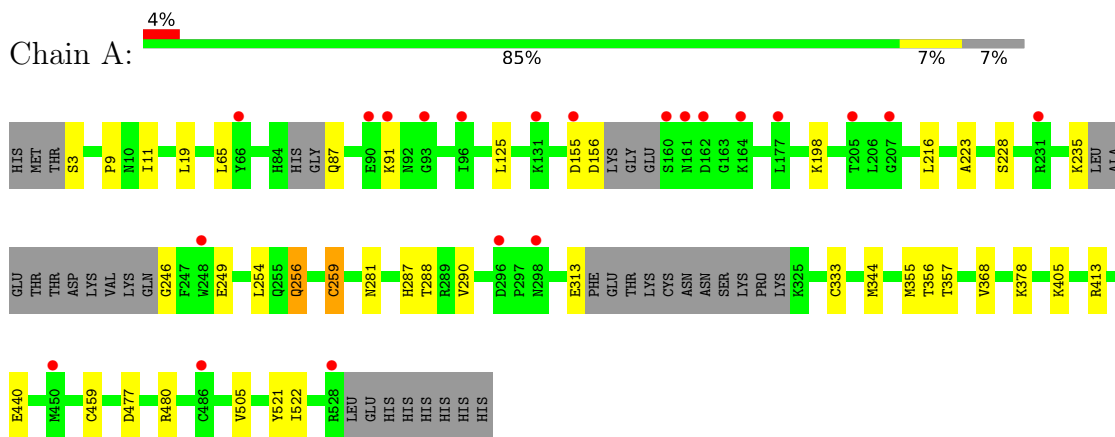 4%
Chain A:
85% 7% 7%
HIS MET THR S3 P9 N10 I11 L19 L65 Y66 H84 HIS GLY Q87 E90 K91 N92 G93 I96 L125 K131 D155 D156 LYS GLY GLU S160 N161 D162 G163 K164 L177 K198 T205 L206 G207 L216 A223 S228 R231 K235 LEU ALA
GLU THR THR ASP LYS VAL LYS GLN G246 F247 W248 E249 L254 Q255 Q256 C259 N281 H287 T288 R289 V290 D296 P297 N298 E313 PHE GLU THR LYS CYS ASN ASN SER LYS PRO LYS K325 C333 M344 M355 T356 T357 V368 K378 K405 R413
E440 M450 C459 D477 R480 C486 V505 Y521 I522 R528 LEU GLU HIS HIS HIS HIS HIS HIS